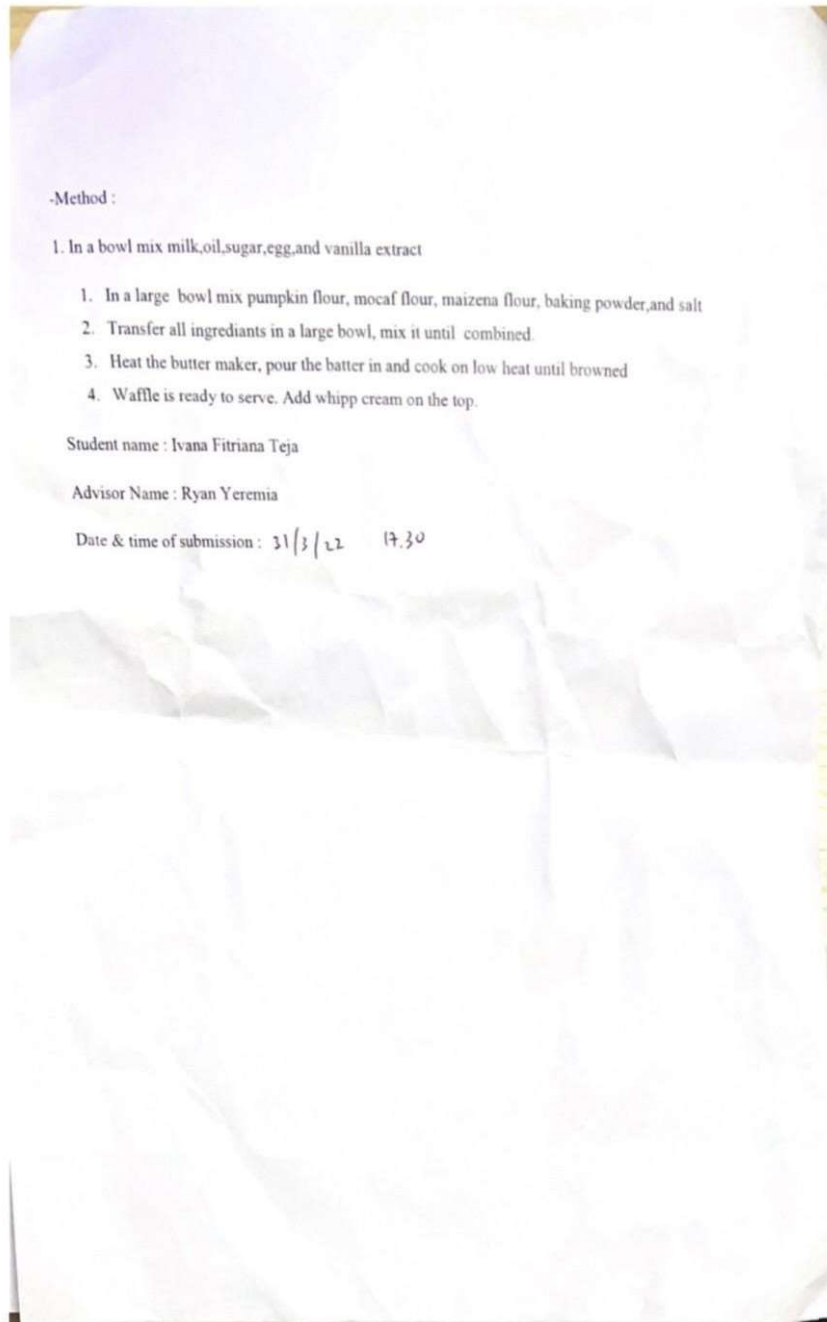 -Method :
1. In a bowl mix milk,oil,sugar,egg,and vanilla extract
1. In a large bowl mix pumpkin flour, mocaf flour, maizena flour, baking powder,and salt
2. Transfer all ingrediants in a large bowl, mix it until combined.
3. Heat the butter maker, pour the batter in and cook on low heat until browned
4. Waffle is ready to serve. Add whipp cream on the top.
Student name : Ivana Fitriana Teja
Advisor Name : Ryan Yeremia
Date & time of submission : 31/3/22 17.30